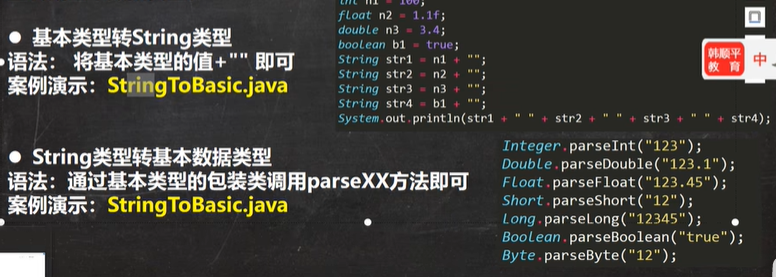 ● 基本类型转String类型
语法： 将基本类型的值+"" 即可
案例演示：StringToBasic.java
int n1 = 100;
float n2 = 1.1f;
double n3 = 3.4;
boolean b1 = true;
String str1 = n1 + "";
String str2 = n2 + "";
String str3 = n3 + "";
String str4 = b1 + "";
System.out.println(str1 + " " + str2 + " " + str3 + " " + str4);
韩顺平
教育
中
● String类型转基本数据类型
语法：通过基本类型的包装类调用parseXX方法即可
案例演示：StringToBasic.java
Integer.parseInt("123");
Double.parseDouble("123.1");
Float.parseFloat("123.45");
Short.parseShort("12");
Long.parseLong("12345");
Boolean.parseBoolean("true");
Byte.parseByte("12");